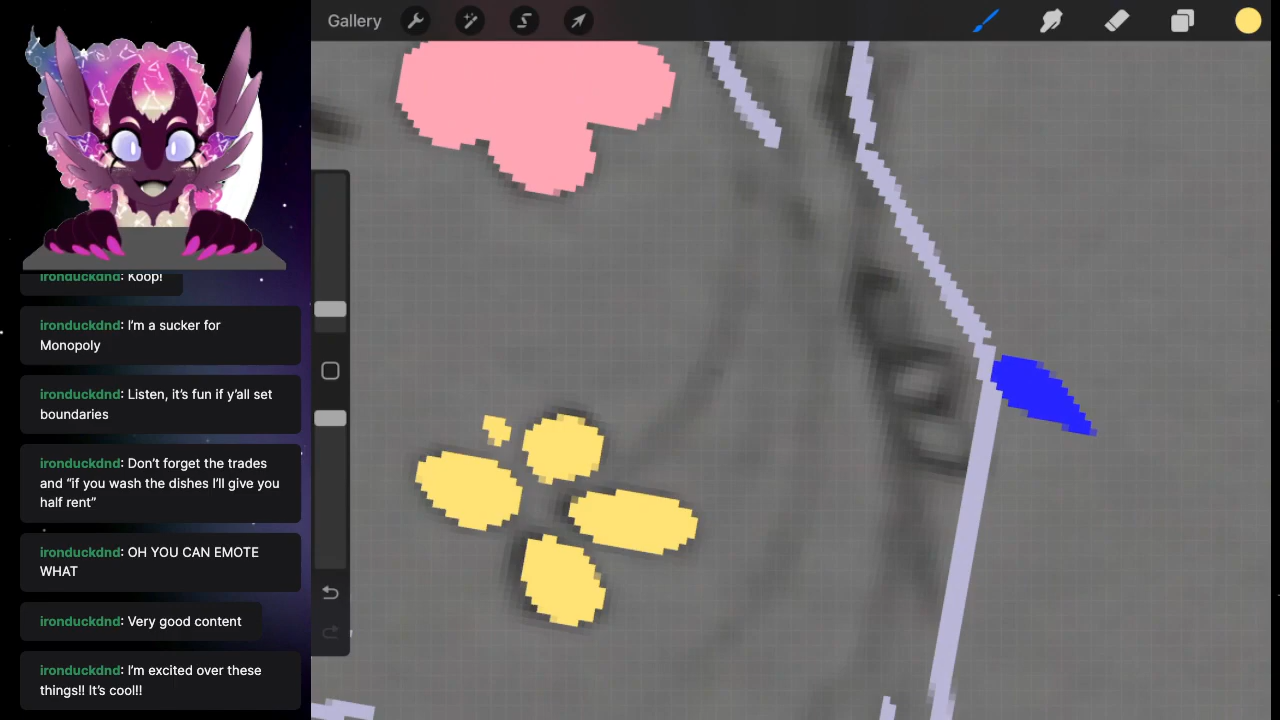 Gallery
ironduckdnd: Koop!
ironduckdnd: I'm a sucker for
Monopoly
ironduckdnd: Listen, it's fun if y'all set
boundaries
ironduckdnd: Don't forget the trades
and “if you wash the dishes I'll give you
half rent”
ironduckdnd: OH YOU CAN EMOTE
WHAT
ironduckdnd: Very good content
ironduckdnd: I'm excited over these
things!! It's cool!!